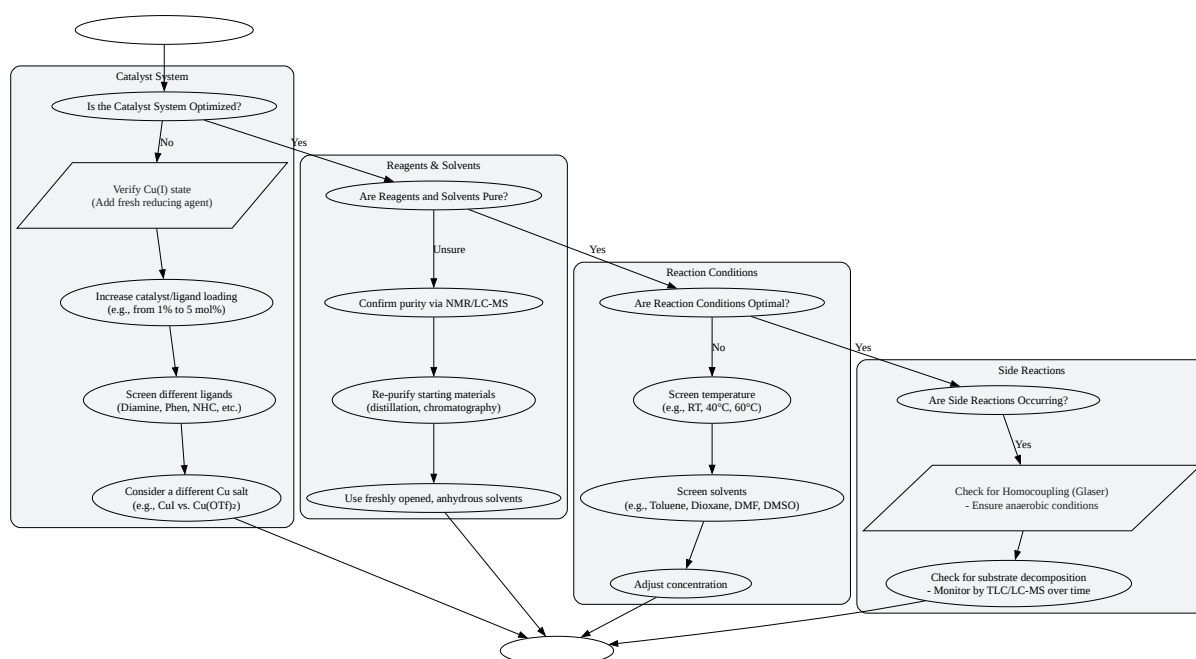 Catalyst System
Is the Catalyst System Optimized?
No
Yes
Verify Cu(I) state
(Add fresh reducing agent)
Increase catalyst/ligand loading
(e.g., from 1% to 5 mol%)
Screen different ligands
(Diamine, Phen, NHC, etc.)
Consider a different Cu salt
(e.g., CuI vs. Cu(OTf)₂)
Reagents & Solvents
Are Reagents and Solvents Pure?
Unsure
Yes
Confirm purity via NMR/LC-MS
Re-purify starting materials
(distillation, chromatography)
Use freshly opened, anhydrous solvents
Reaction Conditions
Are Reaction Conditions Optimal?
No
Yes
Screen temperature
(e.g., RT, 40°C, 60°C)
Screen solvents
(e.g., Toluene, Dioxane, DMF, DMSO)
Adjust concentration
Side Reactions
Are Side Reactions Occurring?
Yes
Check for Homocoupling (Glaser)
- Ensure anaerobic conditions
Check for substrate decomposition
- Monitor by TLC/LC-MS over time